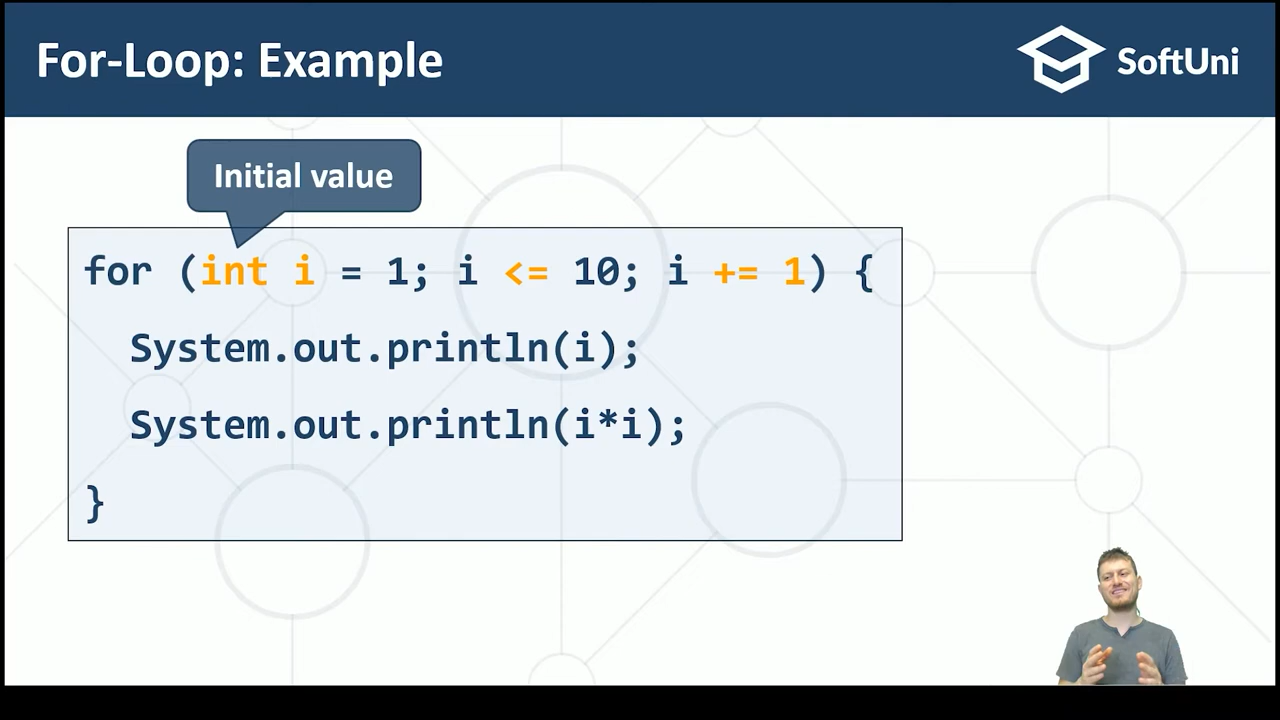 For-Loop: Example
SoftUni
Initial value
for (int i = 1; i <= 10; i += 1) {
System.out.println(i);
System.out.println(i*i);
}